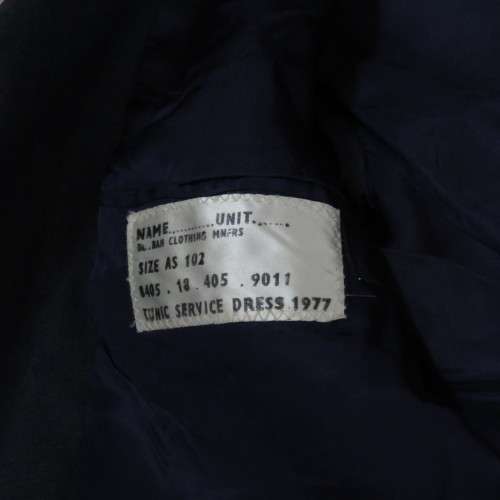 NAME............UNIT.......
CLOTHING MNFRS
SIZE AS 102
8405 . 18 . 405 . 9011
TUNIC SERVICE DRESS 1977